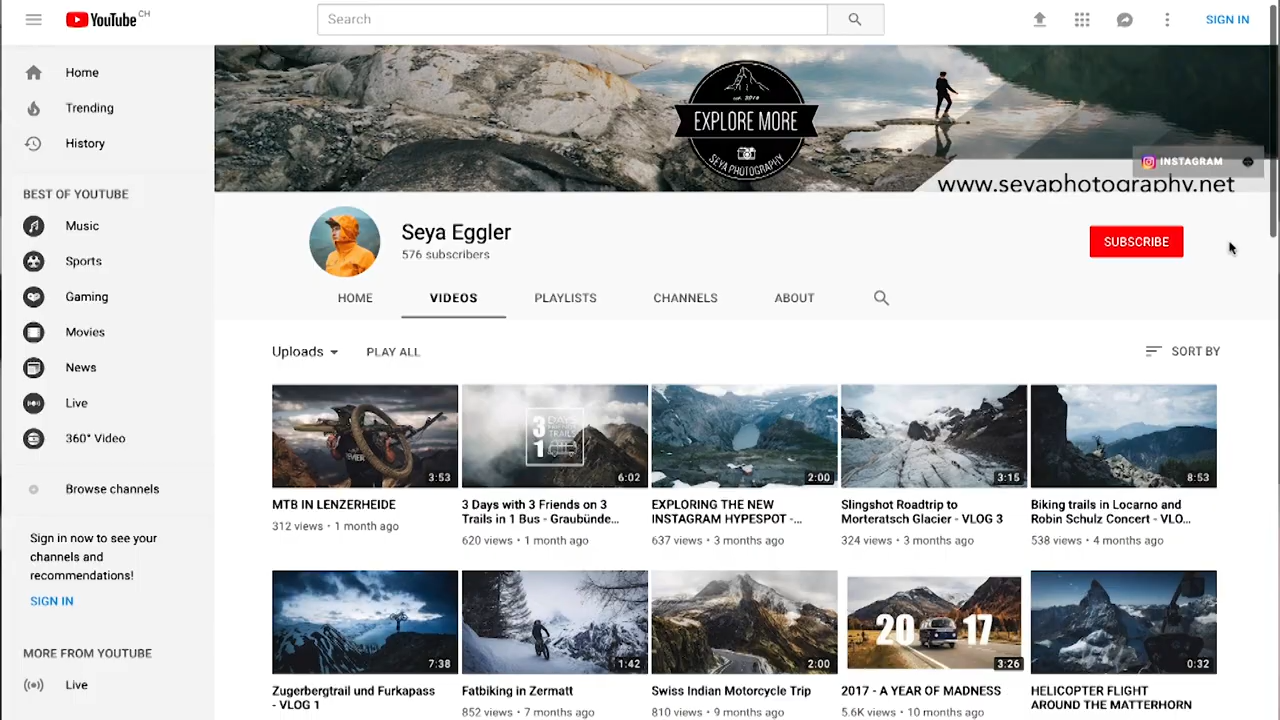 YouTube CH
Search
SIGN IN
Home
Trending
History
BEST OF YOUTUBE
Music
Sports
Gaming
Movies
News
Live
360° Video
Browse channels
Sign in now to see your
channels and
recommendations!
SIGN IN
MORE FROM YOUTUBE
Live
EST. 2016
EXPLORE MORE
SEYA PHOTOGRAPHY
INSTAGRAM
www.seyaphotography.net
Seya Eggler
576 subscribers
SUBSCRIBE
HOME VIDEOS PLAYLISTS CHANNELS ABOUT
Uploads PLAY ALL SORT BY
3:53
MTB IN LENZERHEIDE
312 views • 1 month ago
3 DAYS
TRAILS
1
6:02
3 Days with 3 Friends on 3
Trails in 1 Bus - Graubünde...
620 views • 1 month ago
2:00
EXPLORING THE NEW
INSTAGRAM HYPESPOT -...
637 views • 3 months ago
3:15
Slingshot Roadtrip to
Morteratsch Glacier - VLOG 3
324 views • 3 months ago
8:53
Biking trails in Locarno and
Robin Schulz Concert - VLO...
538 views • 4 months ago
7:38
Zugerbergtrail und Furkapass
- VLOG 1
1:42
Fatbiking in Zermatt
852 views • 7 months ago
2:00
Swiss Indian Motorcycle Trip
810 views • 9 months ago
20 17
3:26
2017 - A YEAR OF MADNESS
5.6K views • 10 months ago
0:32
HELICOPTER FLIGHT
AROUND THE MATTERHORN